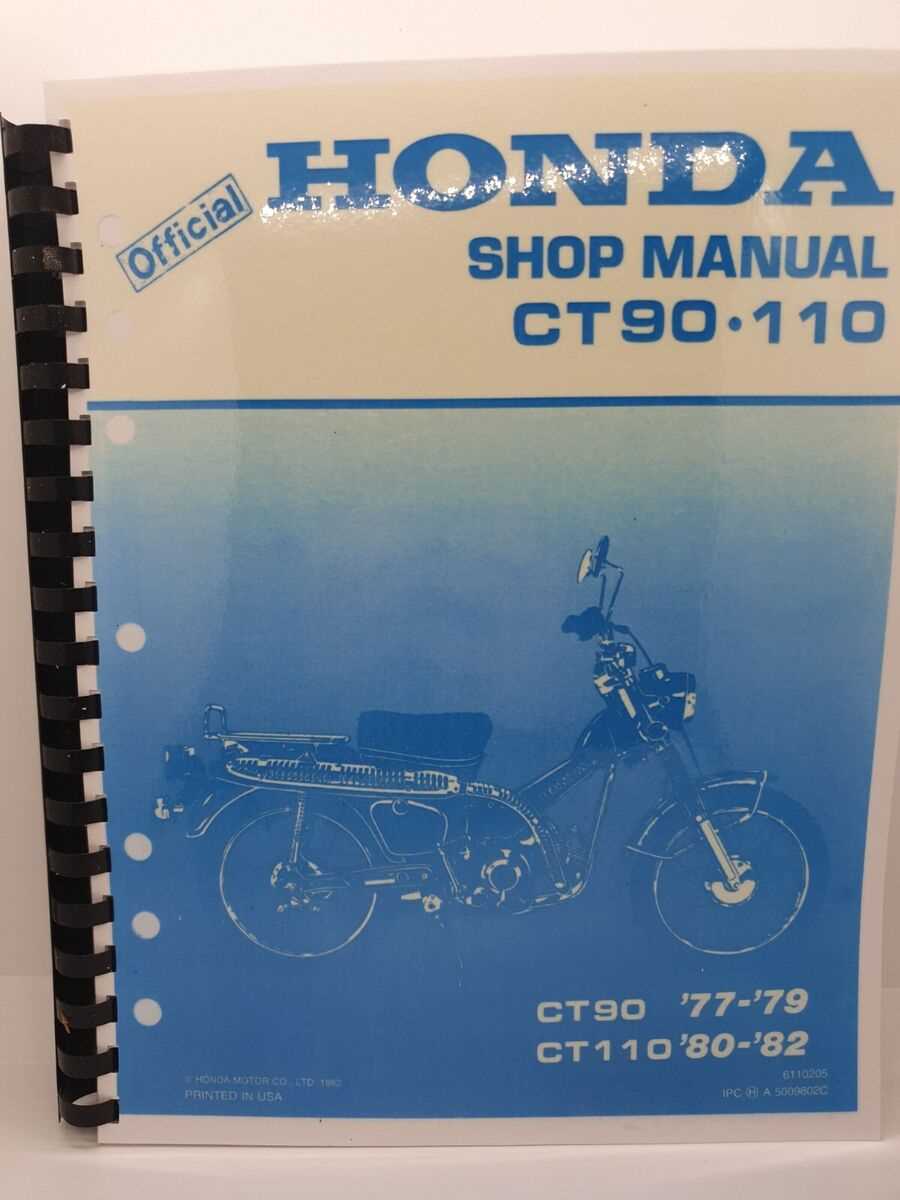 Official
HONDA
SHOP MANUAL
CT90·110
CT90 '77-'79
CT110 '80-'82
© HONDA MOTOR CO., LTD. 1982
PRINTED IN USA
6110205
IPC Ⓗ A 5009802C